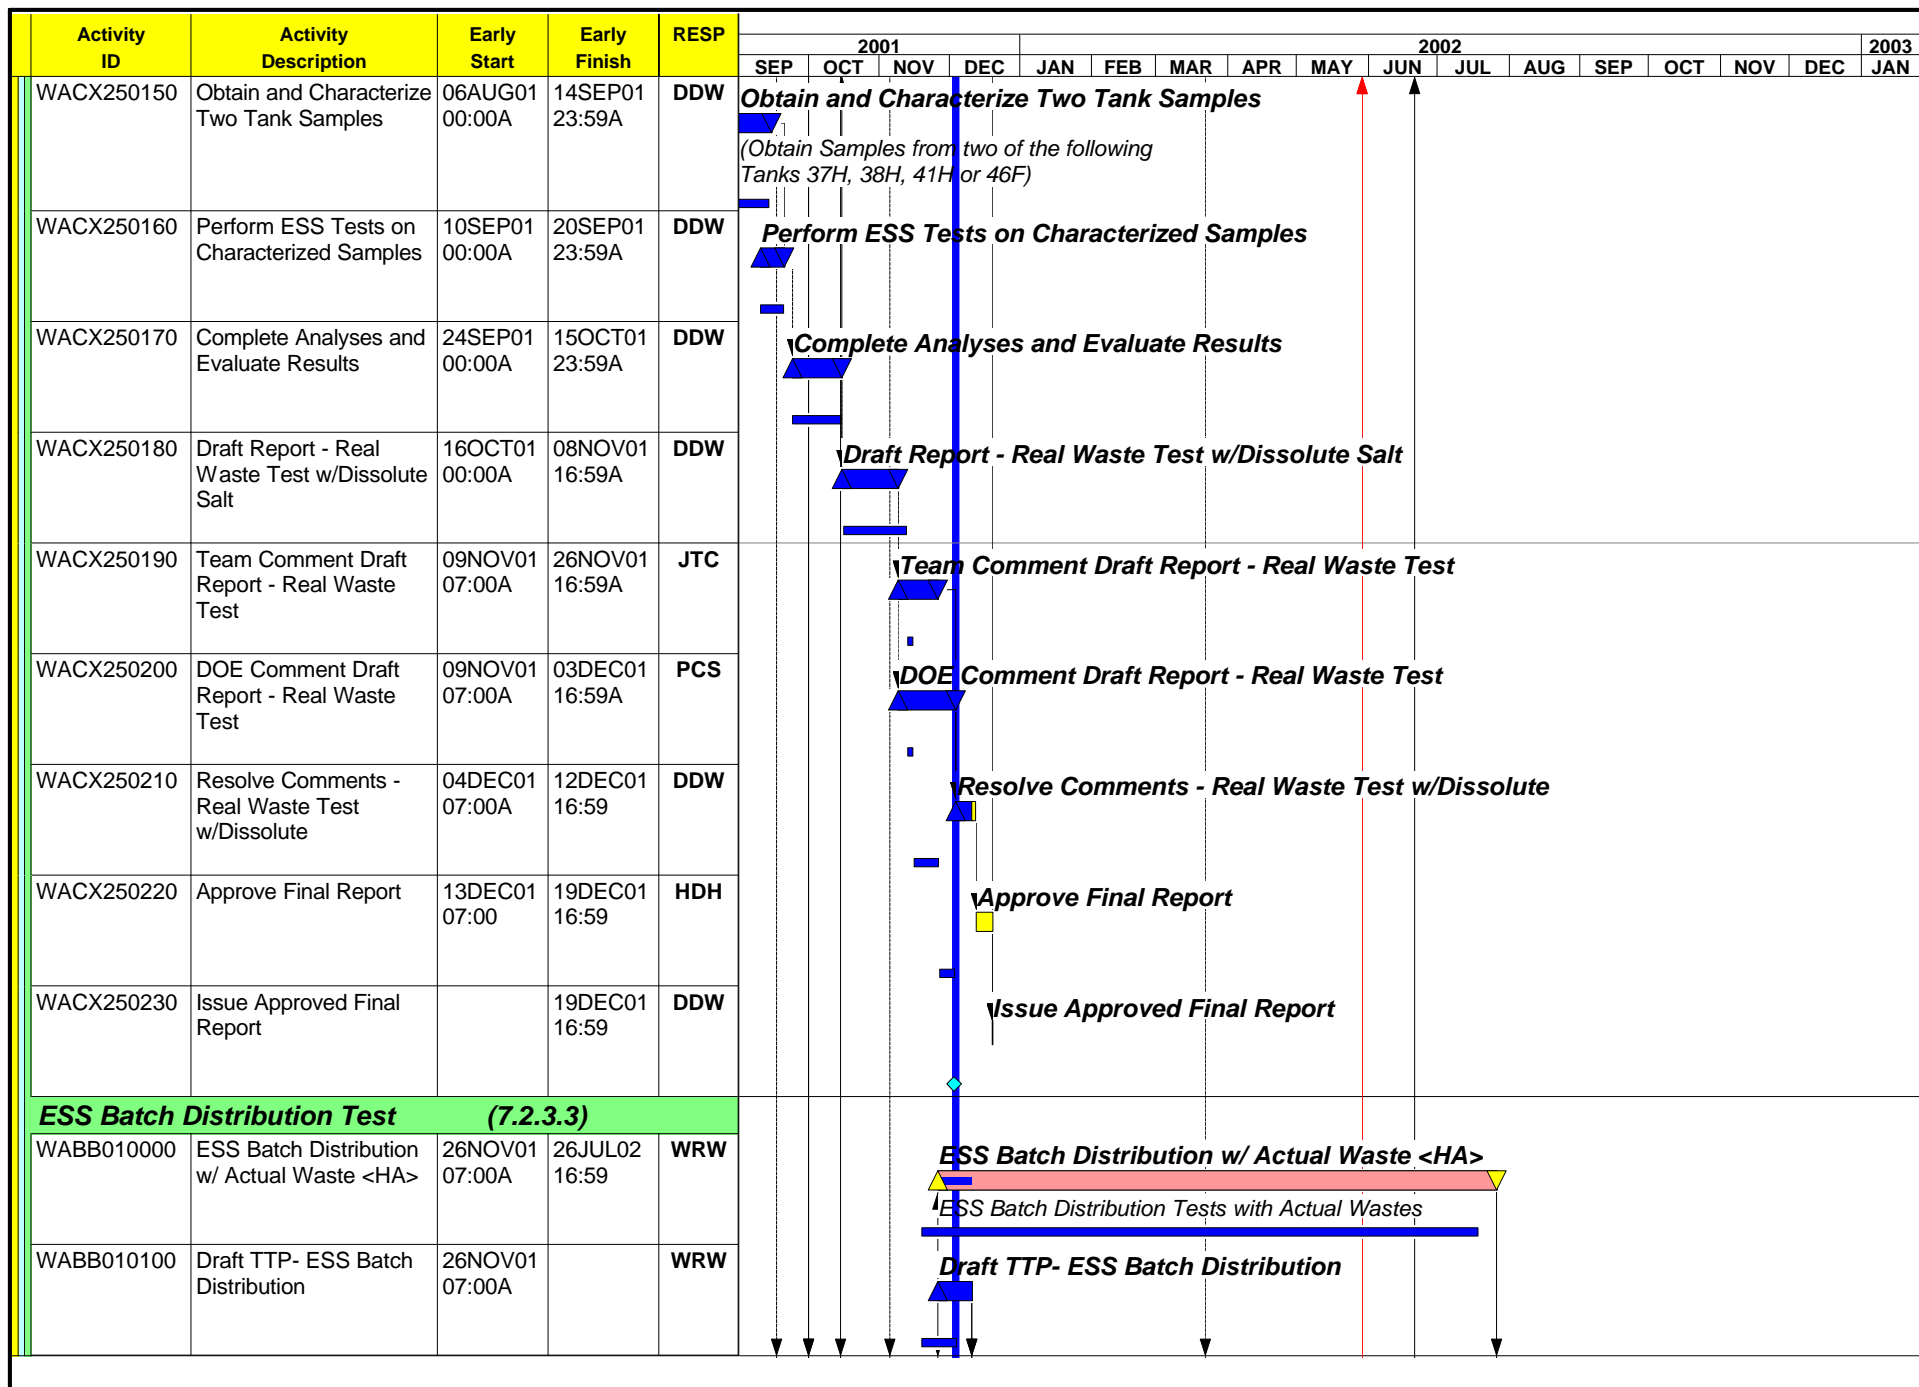 Activity ID Activity Description Early Start Early Finish RESP
2001 2002 2003
SEP OCT NOV DEC JAN FEB MAR APR MAY JUN JUL AUG SEP OCT NOV DEC JAN
WACX250150 Obtain and Characterize 06AUG01 14SEP01 DDW
Two Tank Samples 00:00A 23:59A
Obtain and Characterize Two Tank Samples
(Obtain Samples from two of the following
Tanks 37H, 38H, 41H or 46F)
WACX250160 Perform ESS Tests on 10SEP01 20SEP01 DDW
Characterized Samples 00:00A 23:59A
Perform ESS Tests on Characterized Samples
WACX250170 Complete Analyses and 24SEP01 15OCT01 DDW
Evaluate Results 00:00A 23:59A
Complete Analyses and Evaluate Results
WACX250180 Draft Report - Real 16OCT01 08NOV01 DDW
Waste Test w/Dissolute 00:00A 16:59A
Salt
Draft Report - Real Waste Test w/Dissolute Salt
WACX250190 Team Comment Draft 09NOV01 26NOV01 JTC
Report - Real Waste 07:00A 16:59A
Test
Team Comment Draft Report - Real Waste Test
WACX250200 DOE Comment Draft 09NOV01 03DEC01 PCS
Report - Real Waste 07:00A 16:59A
Test
DOE Comment Draft Report - Real Waste Test
WACX250210 Resolve Comments - 04DEC01 12DEC01 DDW
Real Waste Test 07:00A 16:59
w/Dissolute
Resolve Comments - Real Waste Test w/Dissolute
WACX250220 Approve Final Report 13DEC01 19DEC01 HDH
07:00 16:59
Approve Final Report
WACX250230 Issue Approved Final 19DEC01 DDW
Report 16:59
Issue Approved Final Report
ESS Batch Distribution Test (7.2.3.3)
WABB010000 ESS Batch Distribution 26NOV01 26JUL02 WRW
w/ Actual Waste <HA> 07:00A 16:59
ESS Batch Distribution w/ Actual Waste <HA>
ESS Batch Distribution Tests with Actual Wastes
WABB010100 Draft TTP- ESS Batch 26NOV01 WRW
Distribution 07:00A
Draft TTP- ESS Batch Distribution